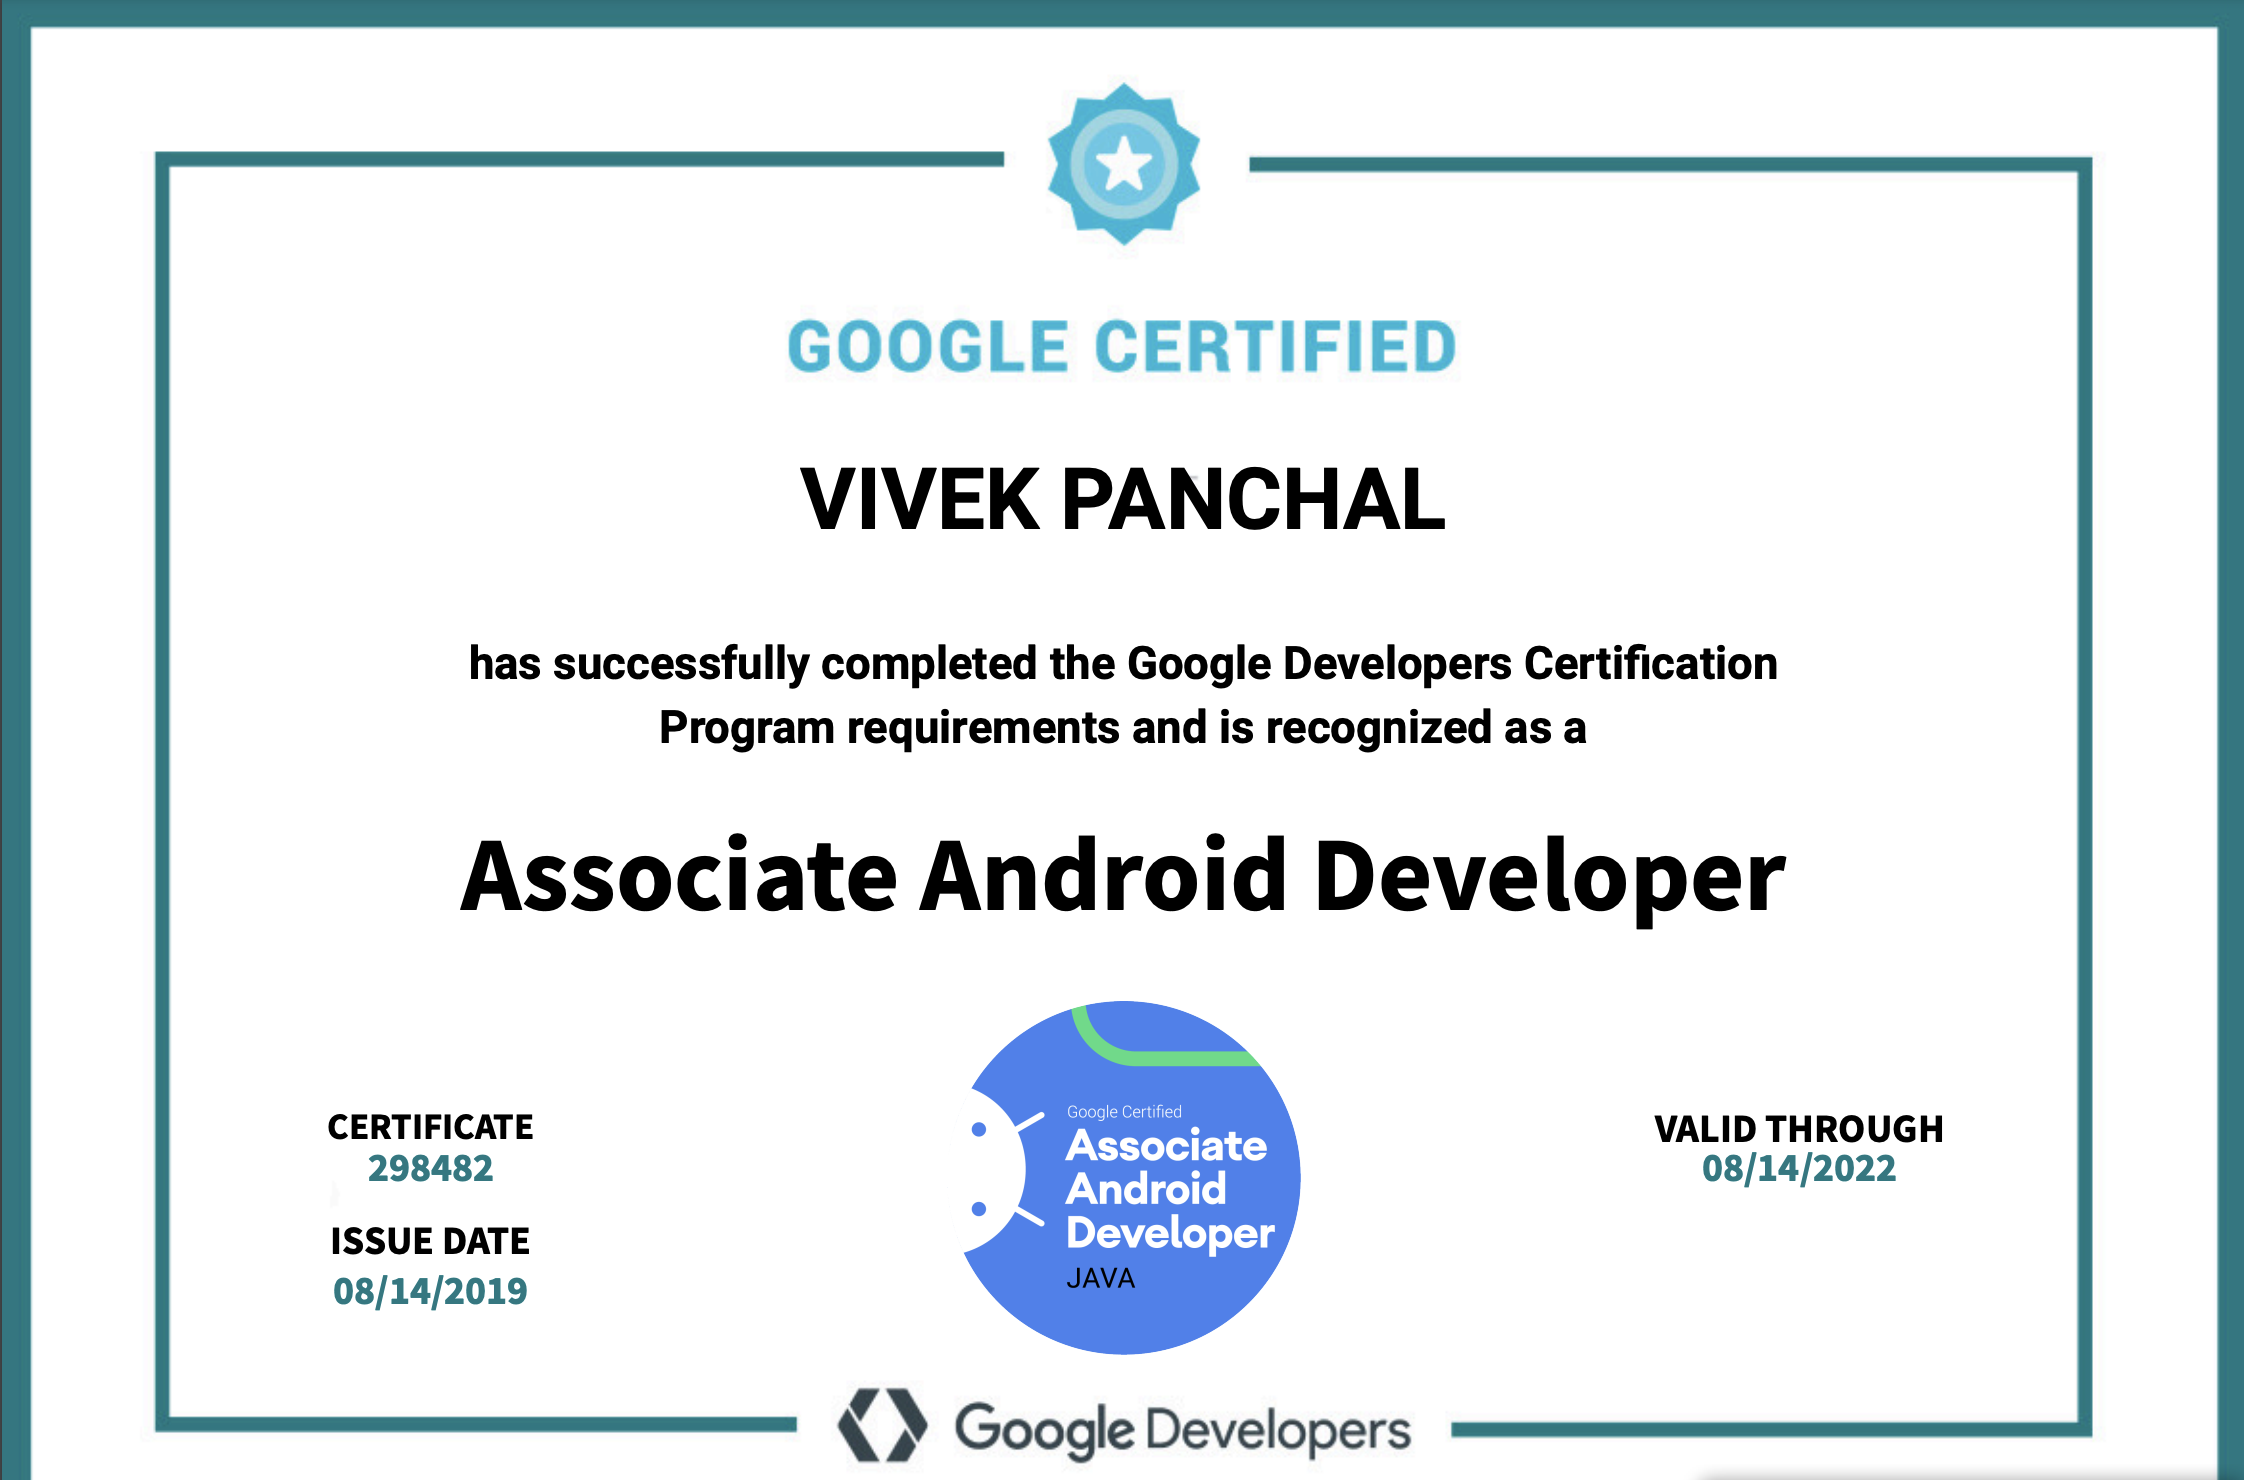 GOOGLE CERTIFIED
VIVEK PANCHAL
has successfully completed the Google Developers Certification
Program requirements and is recognized as a
Associate Android Developer
CERTIFICATE
298482
ISSUE DATE
08/14/2019
Google Certified
Associate
Android
Developer
JAVA
VALID THROUGH
08/14/2022
Google Developers